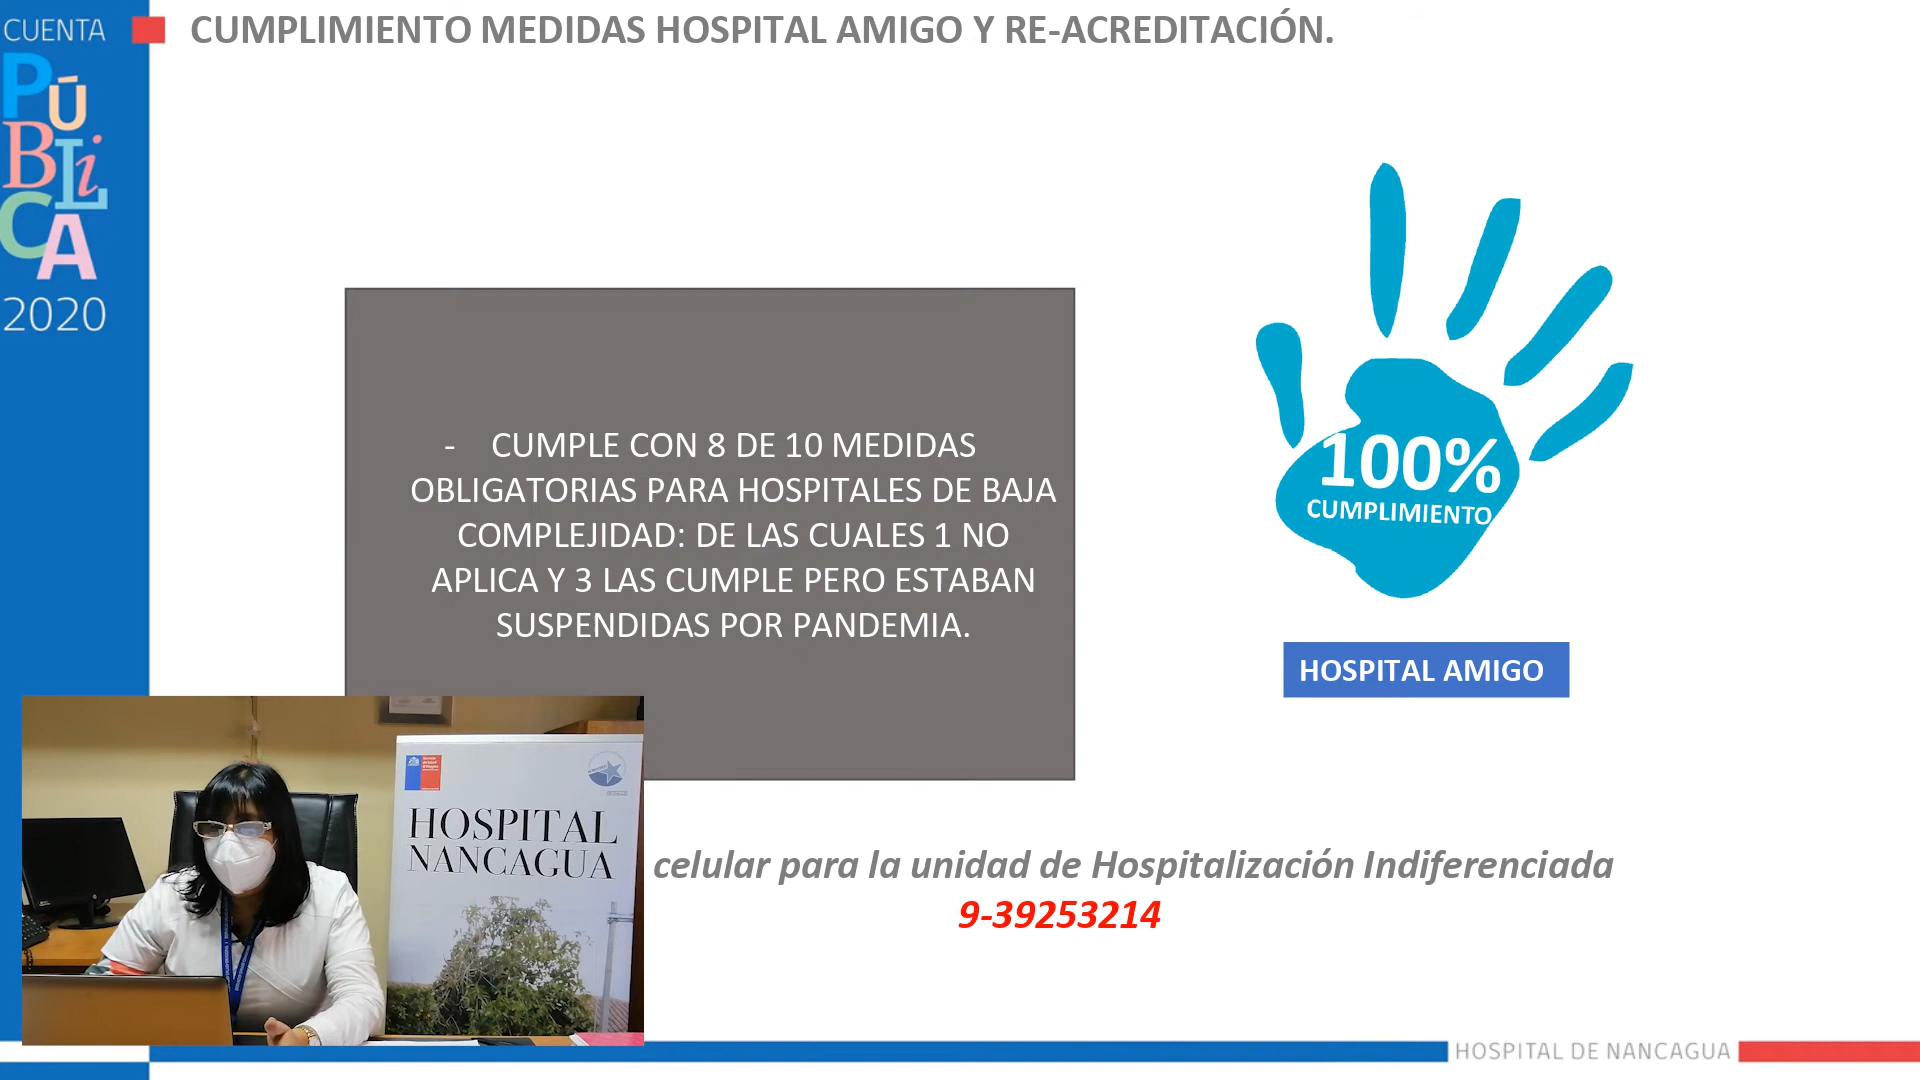 CUENTA
PÚBLiCA
2020
CUMPLIMIENTO MEDIDAS HOSPITAL AMIGO Y RE-ACREDITACIÓN.
- CUMPLE CON 8 DE 10 MEDIDAS
OBLIGATORIAS PARA HOSPITALES DE BAJA
COMPLEJIDAD: DE LAS CUALES 1 NO
APLICA Y 3 LAS CUMPLE PERO ESTABAN
SUSPENDIDAS POR PANDEMIA.
100%
CUMPLIMIENTO
HOSPITAL AMIGO
HOSPITAL
NANCAGUA
celular para la unidad de Hospitalización Indiferenciada
9-39253214
HOSPITAL DE NANCAGUA